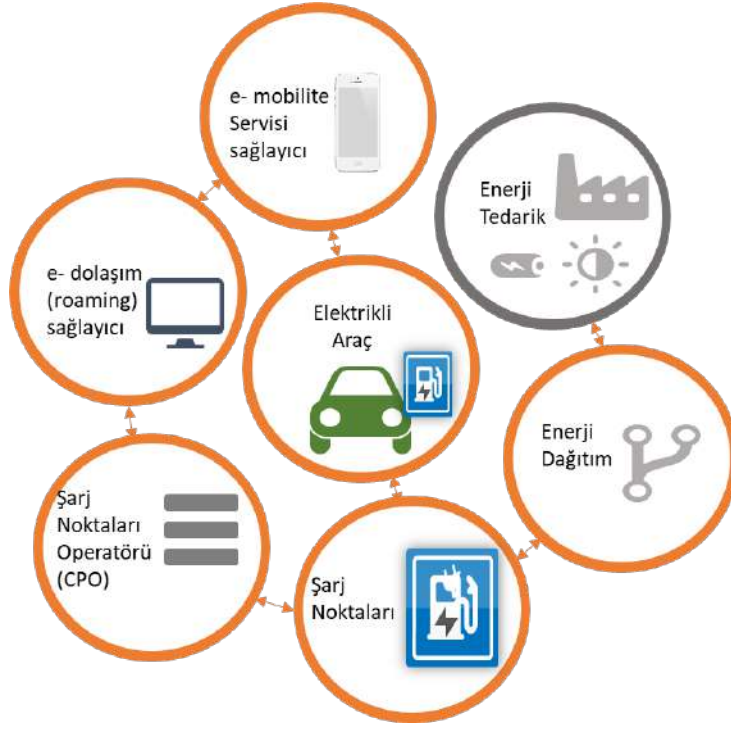 e- mobilite
Servisi
sağlayıcı
Enerji
Tedarik
e- dolaşım
(roaming)
sağlayıcı
Elektrikli
Araç
Enerji
Dağıtım
Şarj
Noktaları
Operatörü
(CPO)
Şarj
Noktaları